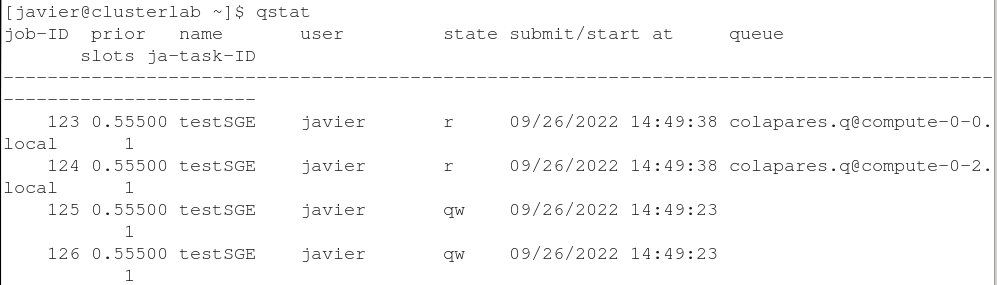 [javier@clusterlab ~]$ qstat
job-ID  prior   name       user         state submit/start at     queue
       slots ja-task-ID
------------------------------------------------------------------------------------------
-----------------------
    123 0.55500 testSGE    javier       r     09/26/2022 14:49:38 colapares.q@compute-0-0.
local      1
    124 0.55500 testSGE    javier       r     09/26/2022 14:49:38 colapares.q@compute-0-2.
local      1
    125 0.55500 testSGE    javier       qw    09/26/2022 14:49:23
           1
    126 0.55500 testSGE    javier       qw    09/26/2022 14:49:23
           1